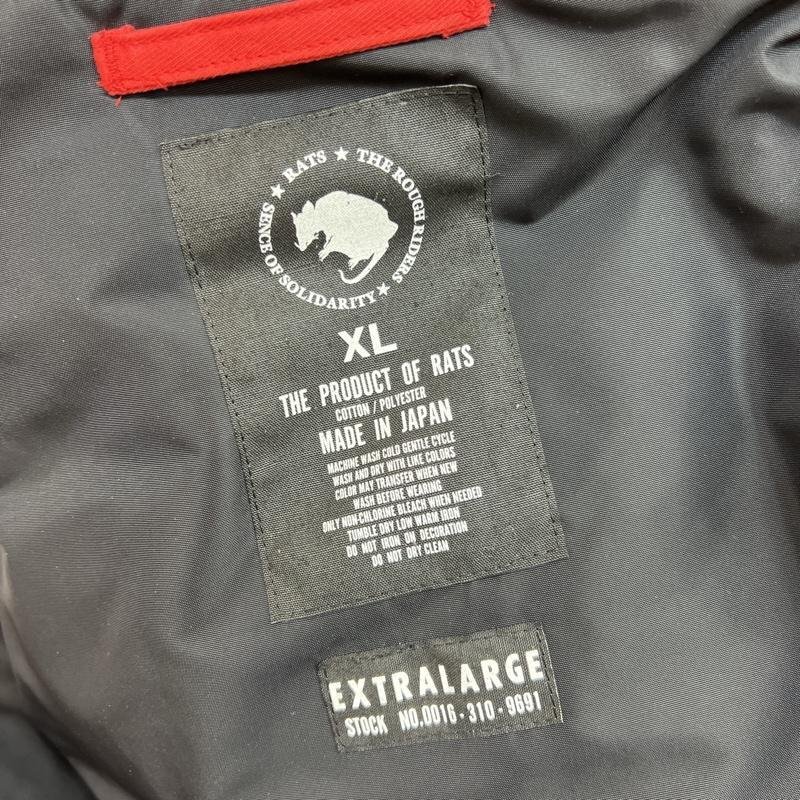 ★ RATS ★ THE ROUGH RIDERS ★ SENCE OF SOLIDARITY
XL
THE PRODUCT OF RATS
COTTON / POLYESTER
MADE IN JAPAN
MACHINE WASH COLD GENTLE CYCLE
WASH AND DRY WITH LIKE COLORS
COLOR MAY TRANSFER WHEN NEW
WASH BEFORE WEARING
ONLY NON-CHLORINE BLEACH WHEN NEEDED
TUMBLE DRY LOW WARM IRON
DO NOT IRON ON DECORATION
DO NOT DRY CLEAN
EXTRALARGE
STOCK NO.0016-310-9691